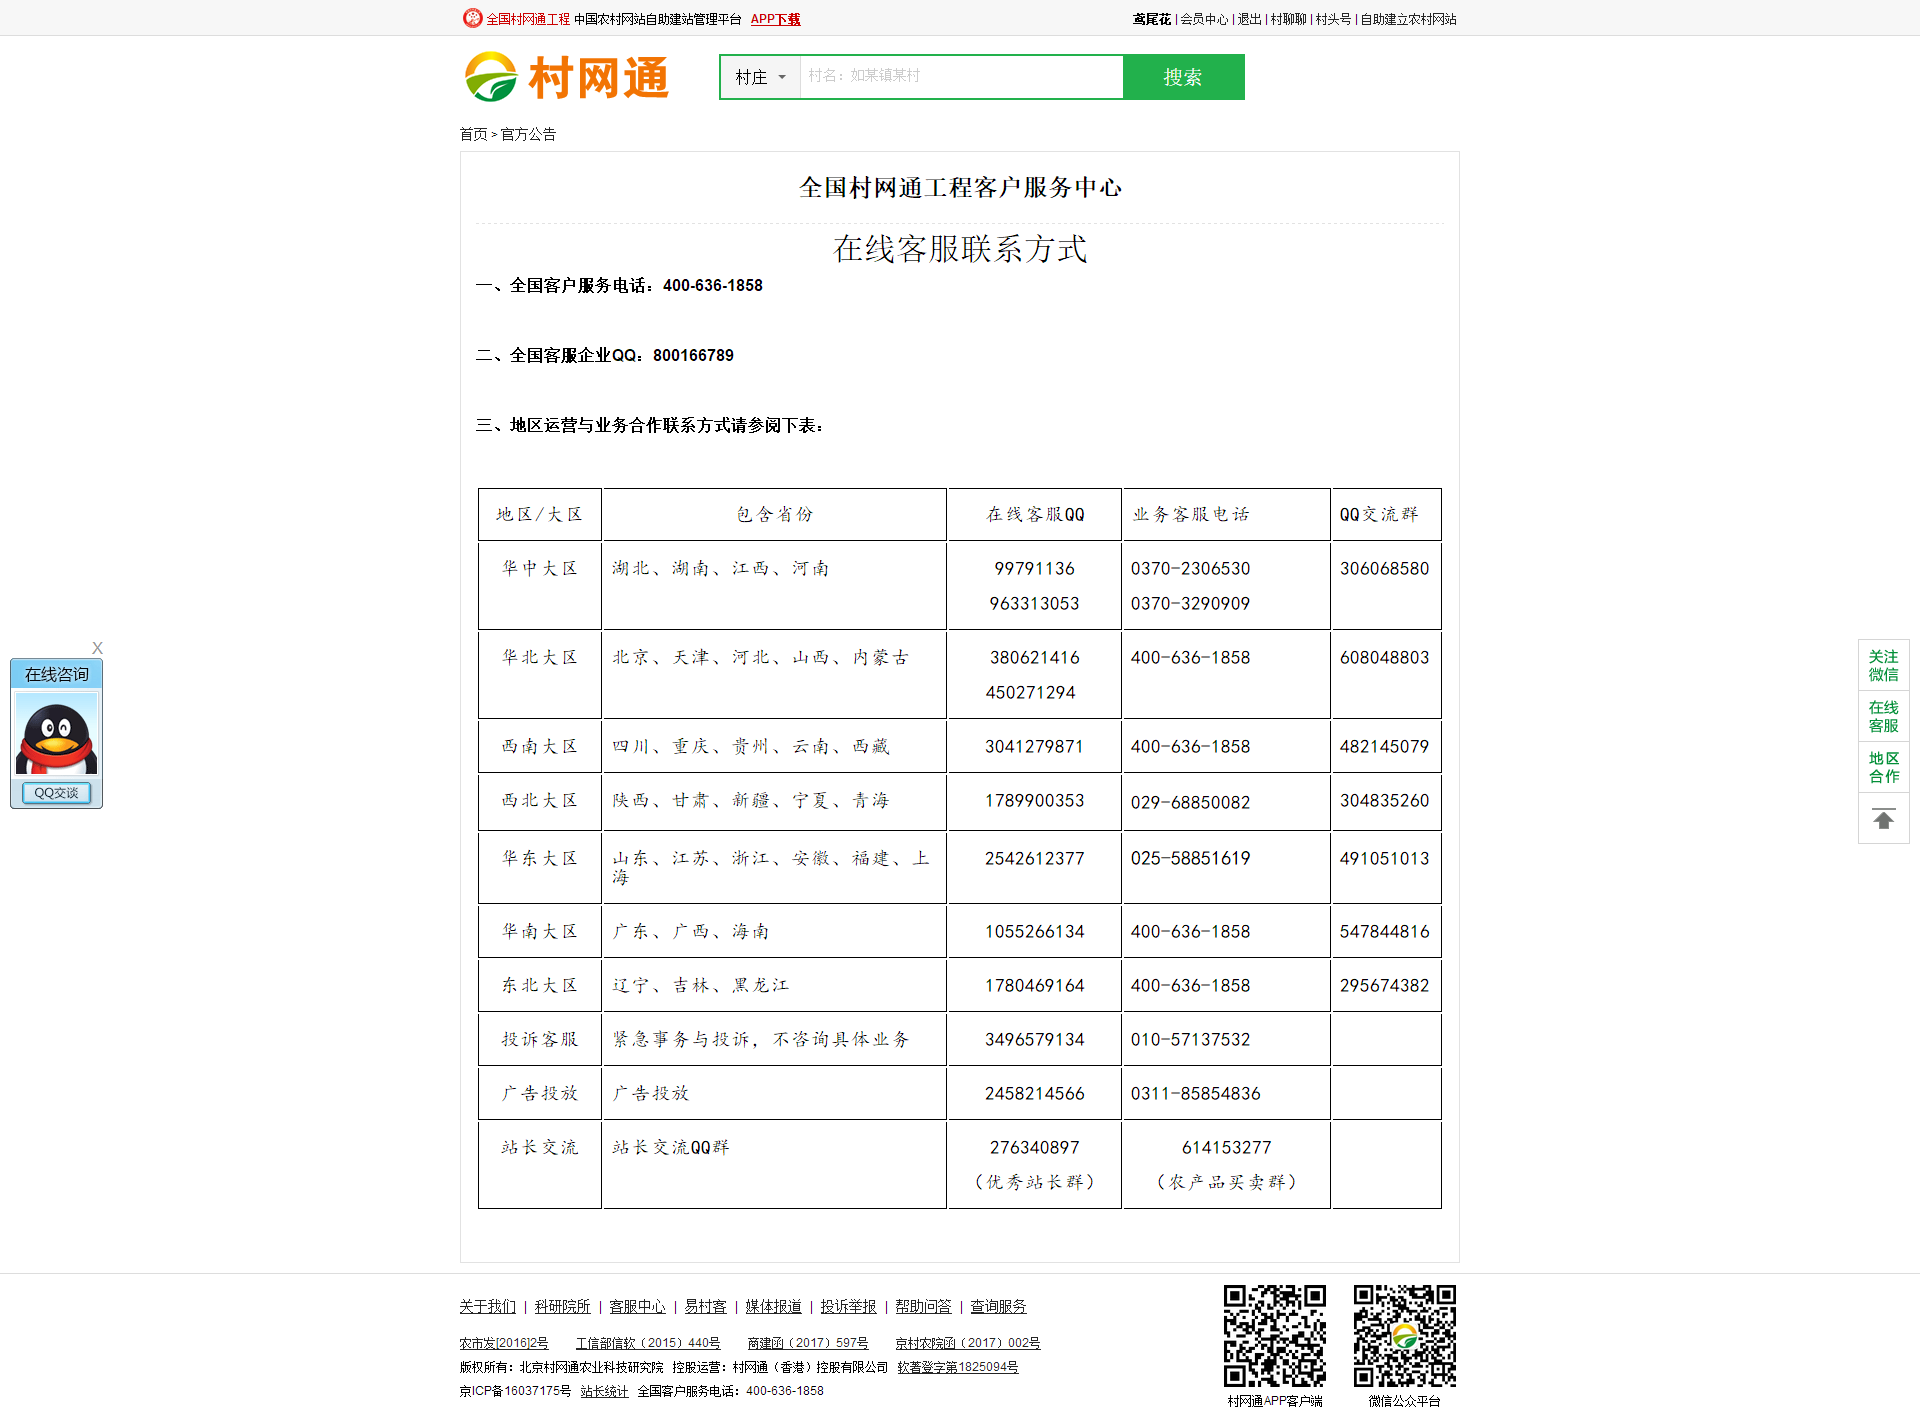 全国村网通工程 中国农村网站自助建站管理平台 APP下载
鸢尾花 | 会员中心 | 退出 | 村聊聊 | 村头号 | 自助建立农村网站
村网通
村庄
村名：如某镇某村
搜索
首页 > 官方公告
全国村网通工程客户服务中心
在线客服联系方式
一、全国客户服务电话：400-636-1858
二、全国客服企业QQ：800166789
三、地区运营与业务合作联系方式请参阅下表：
地区/大区 包含省份 在线客服QQ 业务客服电话 QQ交流群
华中大区 湖北、湖南、江西、河南 99791136 0370-2306530 306068580
963313053 0370-3290909
华北大区 北京、天津、河北、山西、内蒙古 380621416 400-636-1858 608048803
450271294
西南大区 四川、重庆、贵州、云南、西藏 3041279871 400-636-1858 482145079
西北大区 陕西、甘肃、新疆、宁夏、青海 1789900353 029-68850082 304835260
华东大区 山东、江苏、浙江、安徽、福建、上 2542612377 025-58851619 491051013
海
华南大区 广东、广西、海南 1055266134 400-636-1858 547844816
东北大区 辽宁、吉林、黑龙江 1780469164 400-636-1858 295674382
投诉客服 紧急事务与投诉，不咨询具体业务 3496579134 010-57137532
广告投放 广告投放 2458214566 0311-85854836
站长交流 站长交流QQ群 276340897 614153277
（优秀站长群） （农产品买卖群）
X
在线咨询
QQ交谈
关注
微信
在线
客服
地区
合作
关于我们 | 科研院所 | 客服中心 | 易村客 | 媒体报道 | 投诉举报 | 帮助问答 | 查询服务
农市发[2016]2号 工信部信软（2015）440号 商建函（2017）597号 京村农院函（2017）002号
版权所有：北京村网通农业科技研究院 控股运营：村网通（香港）控股有限公司 软著登字第1825094号
京ICP备16037175号 站长统计 全国客户服务电话：400-636-1858
村网通APP客户端
微信公众平台